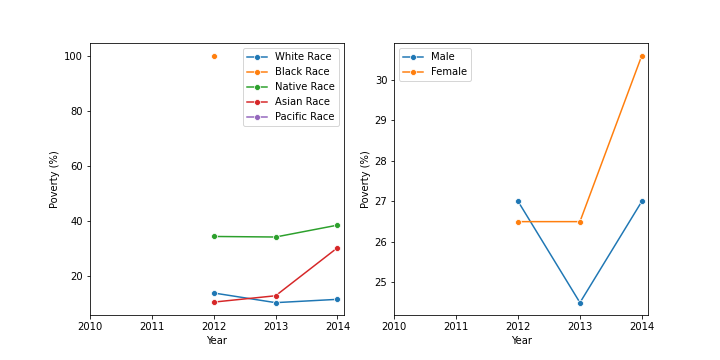 100
80
60
40
20
Poverty (%)
2010 2011 2012 2013 2014
Year
White Race
Black Race
Native Race
Asian Race
Pacific Race
30
29
28
27
26
25
Poverty (%)
2010 2011 2012 2013 2014
Year
Male
Female